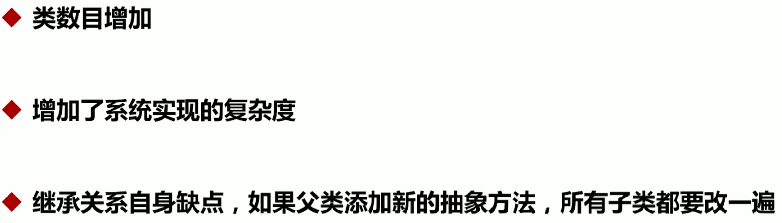 类数目增加
增加了系统实现的复杂度
继承关系自身缺点，如果父类添加新的抽象方法，所有子类都要改一遍